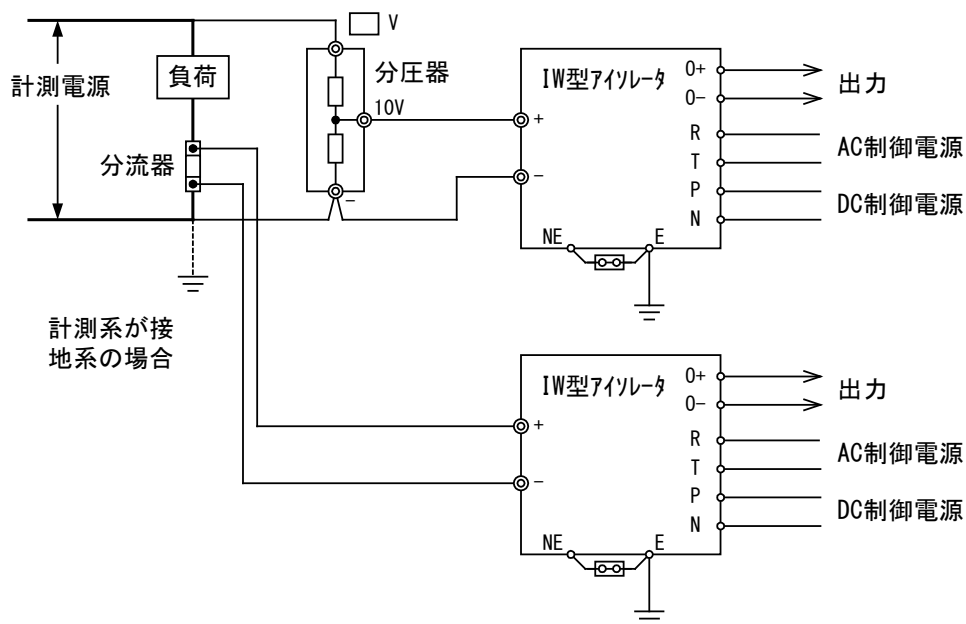 □ V
計測電源
負荷
分圧器
10V
分流器
−
計測系が接
地系の場合
IW型アイソレータ
+
−
O+
O−
R
T
P
N
NE
E
出力
AC制御電源
DC制御電源
IW型アイソレータ
+
−
O+
O−
R
T
P
N
NE
E
出力
AC制御電源
DC制御電源